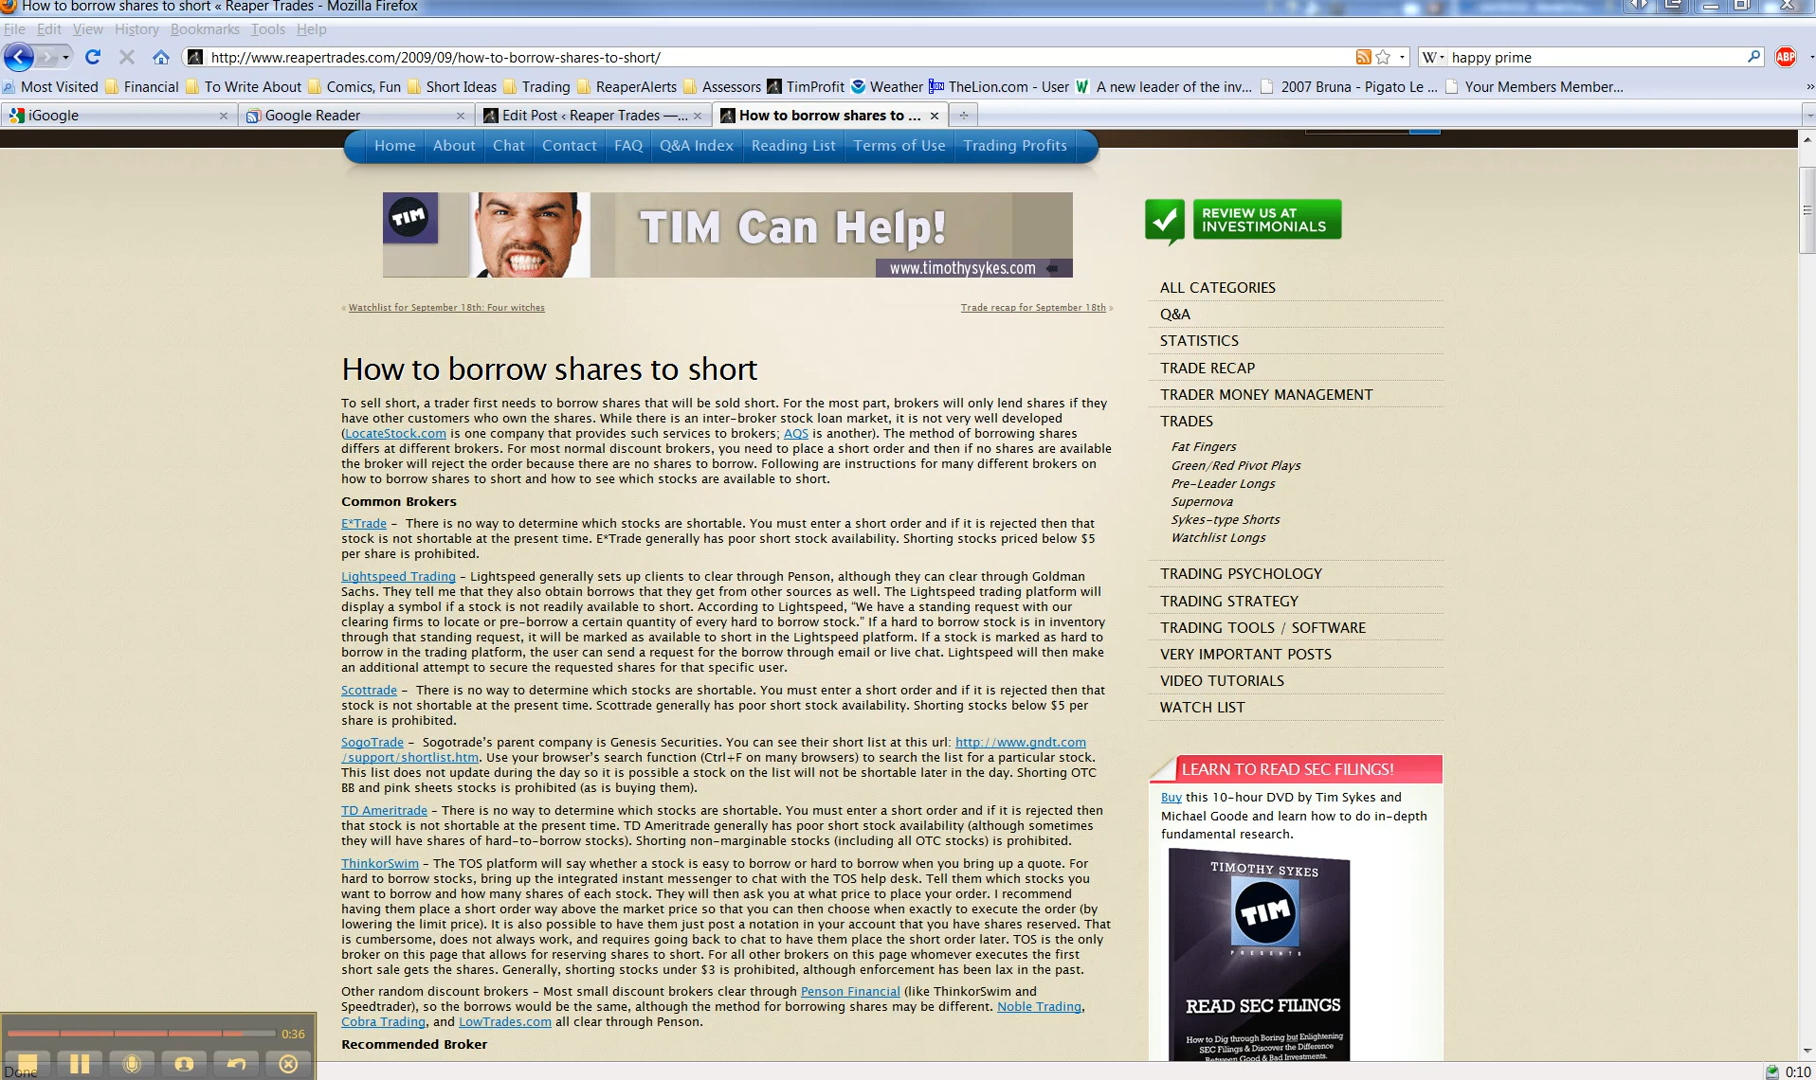 How to borrow shares to short « Reaper Trades - Mozilla Firefox
File Edit View History Bookmarks Tools Help
http://www.reapertrades.com/2009/09/how-to-borrow-shares-to-short/
W happy prime
ABP
Most Visited Financial To Write About Comics, Fun Short Ideas Trading ReaperAlerts Assessors TimProfit Weather TheLion.com - User W A new leader of the inv... 2007 Bruna - Pigato Le ... Your Members Member...
iGoogle Google Reader Edit Post ‹ Reaper Trades —... How to borrow shares to ...
Home About Chat Contact FAQ Q&A Index Reading List Terms of Use Trading Profits
TIM
TIM Can Help!
www.timothysykes.com
REVIEW US AT
INVESTIMONIALS
« Watchlist for September 18th: Four witches
Trade recap for September 18th »
How to borrow shares to short
To sell short, a trader first needs to borrow shares that will be sold short. For the most part, brokers will only lend shares if they
have other customers who own the shares. While there is an inter-broker stock loan market, it is not very well developed
(LocateStock.com is one company that provides such services to brokers; AQS is another). The method of borrowing shares
differs at different brokers. For most normal discount brokers, you need to place a short order and then if no shares are available
the broker will reject the order because there are no shares to borrow. Following are instructions for many different brokers on
how to borrow shares to short and how to see which stocks are available to short.
Common Brokers
E*Trade – There is no way to determine which stocks are shortable. You must enter a short order and if it is rejected then that
stock is not shortable at the present time. E*Trade generally has poor short stock availability. Shorting stocks priced below $5
per share is prohibited.
Lightspeed Trading – Lightspeed generally sets up clients to clear through Penson, although they can clear through Goldman
Sachs. They tell me that they also obtain borrows that they get from other sources as well. The Lightspeed trading platform will
display a symbol if a stock is not readily available to short. According to Lightspeed, "We have a standing request with our
clearing firms to locate or pre-borrow a certain quantity of every hard to borrow stock." If a hard to borrow stock is in inventory
through that standing request, it will be marked as available to short in the Lightspeed platform. If a stock is marked as hard to
borrow in the trading platform, the user can send a request for the borrow through email or live chat. Lightspeed will then make
an additional attempt to secure the requested shares for that specific user.
Scottrade – There is no way to determine which stocks are shortable. You must enter a short order and if it is rejected then that
stock is not shortable at the present time. Scottrade generally has poor short stock availability. Shorting stocks below $5 per
share is prohibited.
SogoTrade – Sogotrade's parent company is Genesis Securities. You can see their short list at this url: http://www.gndt.com
/support/shortlist.htm. Use your browser's search function (Ctrl+F on many browsers) to search the list for a particular stock.
This list does not update during the day so it is possible a stock on the list will not be shortable later in the day. Shorting OTC
BB and pink sheets stocks is prohibited (as is buying them).
TD Ameritrade – There is no way to determine which stocks are shortable. You must enter a short order and if it is rejected then
that stock is not shortable at the present time. TD Ameritrade generally has poor short stock availability (although sometimes
they will have shares of hard-to-borrow stocks). Shorting non-marginable stocks (including all OTC stocks) is prohibited.
ThinkorSwim – The TOS platform will say whether a stock is easy to borrow or hard to borrow when you bring up a quote. For
hard to borrow stocks, bring up the integrated instant messenger to chat with the TOS help desk. Tell them which stocks you
want to borrow and how many shares of each stock. They will then ask you at what price to place your order. I recommend
having them place a short order way above the market price so that you can then choose when exactly to execute the order (by
lowering the limit price). It is also possible to have them just post a notation in your account that you have shares reserved. That
is cumbersome, does not always work, and requires going back to chat to have them place the short order later. TOS is the only
broker on this page that allows for reserving shares to short. For all other brokers on this page whomever executes the first
short sale gets the shares. Generally, shorting stocks under $3 is prohibited, although enforcement has been lax in the past.
Other random discount brokers – Most small discount brokers clear through Penson Financial (like ThinkorSwim and
Speedtrader), so the borrows would be the same, although the method for borrowing shares may be different. Noble Trading,
Cobra Trading, and LowTrades.com all clear through Penson.
Recommended Broker
ALL CATEGORIES
Q&A
STATISTICS
TRADE RECAP
TRADER MONEY MANAGEMENT
TRADES
Fat Fingers
Green/Red Pivot Plays
Pre-Leader Longs
Supernova
Sykes-type Shorts
Watchlist Longs
TRADING PSYCHOLOGY
TRADING STRATEGY
TRADING TOOLS / SOFTWARE
VERY IMPORTANT POSTS
VIDEO TUTORIALS
WATCH LIST
LEARN TO READ SEC FILINGS!
Buy this 10-hour DVD by Tim Sykes and
Michael Goode and learn how to do in-depth
fundamental research.
TIMOTHY SYKES
TIM
PRESENTS
READ SEC FILINGS
How to Dig through Boring but Enlightening
SEC Filings & Discover the Difference
Between Good & Bad Investments.
0:36
Done
0:10